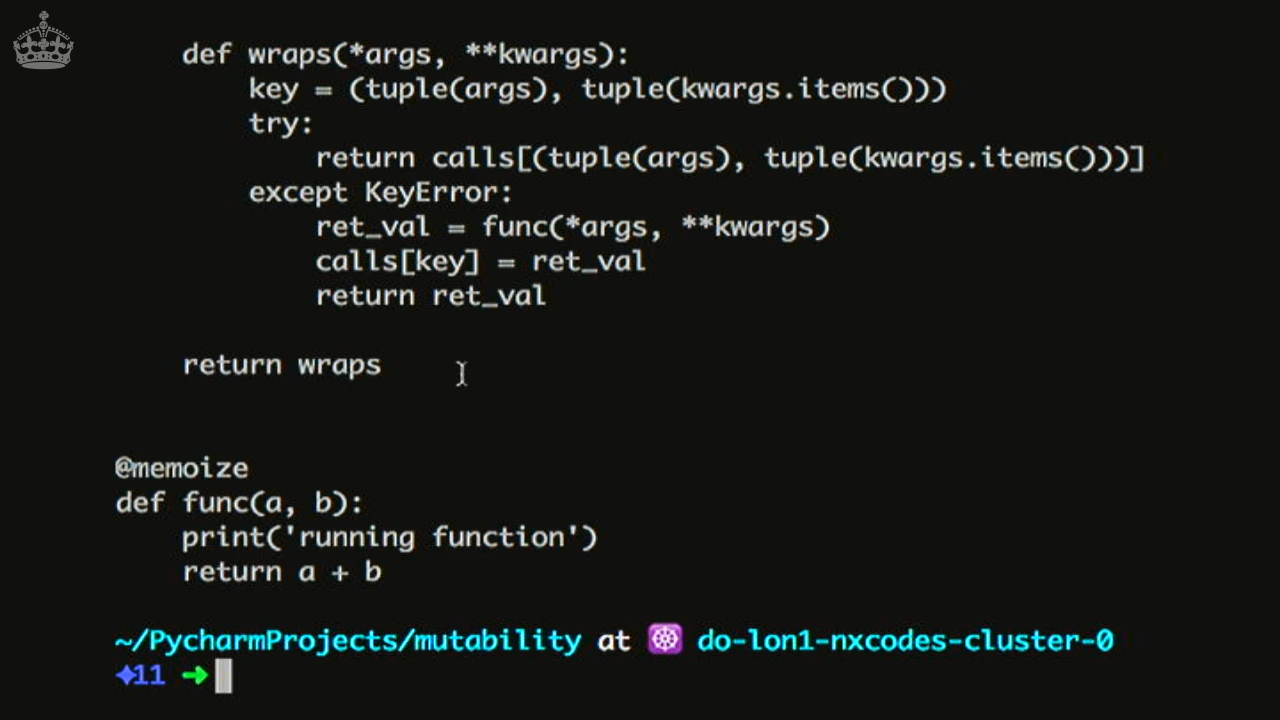 def wraps(*args, **kwargs):
key = (tuple(args), tuple(kwargs.items()))
try:
return calls[(tuple(args), tuple(kwargs.items()))]
except KeyError:
ret_val = func(*args, **kwargs)
calls[key] = ret_val
return ret_val
return wraps
@memoize
def func(a, b):
print('running function')
return a + b
~/PycharmProjects/mutability at do-lon1-nxcodes-cluster-0
✦11 ➜